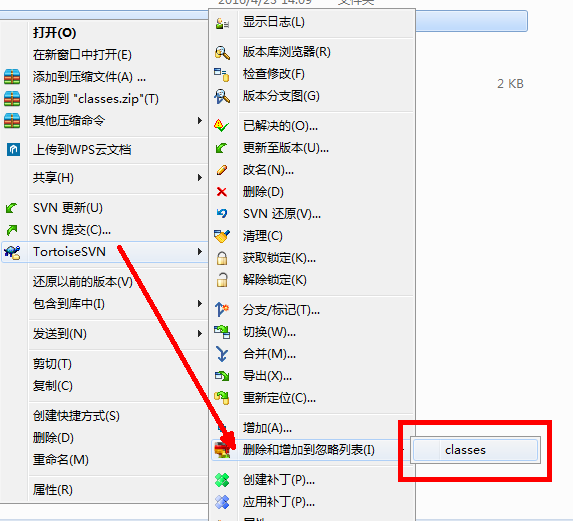 2016/4/23 14:09 文件夹
2 KB
打开(O)
在新窗口中打开(E)
添加到压缩文件(A) ...
添加到 "classes.zip"(T)
其他压缩命令
上传到WPS云文档
共享(H)
SVN 更新(U)
SVN 提交(C)...
TortoiseSVN
还原以前的版本(V)
包含到库中(I)
发送到(N)
剪切(T)
复制(C)
创建快捷方式(S)
删除(D)
重命名(M)
属性(R)
显示日志(L)
版本库浏览器(R)
检查修改(F)
版本分支图(G)
已解决的(O)...
更新至版本(U)...
改名(N)...
删除(D)
SVN 还原(V)...
清理(C)
获取锁定(K)...
解除锁定(K)
分支/标记(T)...
切换(W)...
合并(M)...
导出(X)...
重新定位(C)...
增加(A)...
删除和增加到忽略列表(I)
创建补丁(P)...
应用补丁(P)...
classes